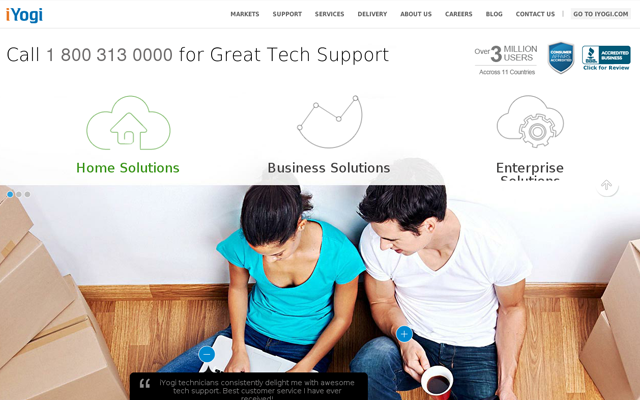 iYogi
MARKETS SUPPORT SERVICES DELIVERY ABOUT US CAREERS BLOG CONTACT US | GO TO IYOGI.COM
Call 1 800 313 0000 for Great Tech Support
Over 3 MILLION USERS
Accross 11 Countries
CONSUMER AFFAIRS ACCREDITED
BBB ACCREDITED BUSINESS
Click for Review
Home Solutions
Business Solutions
Enterprise
Solutions
iYogi technicians consistently delight me with awesome
tech support. Best customer service I have ever
received!